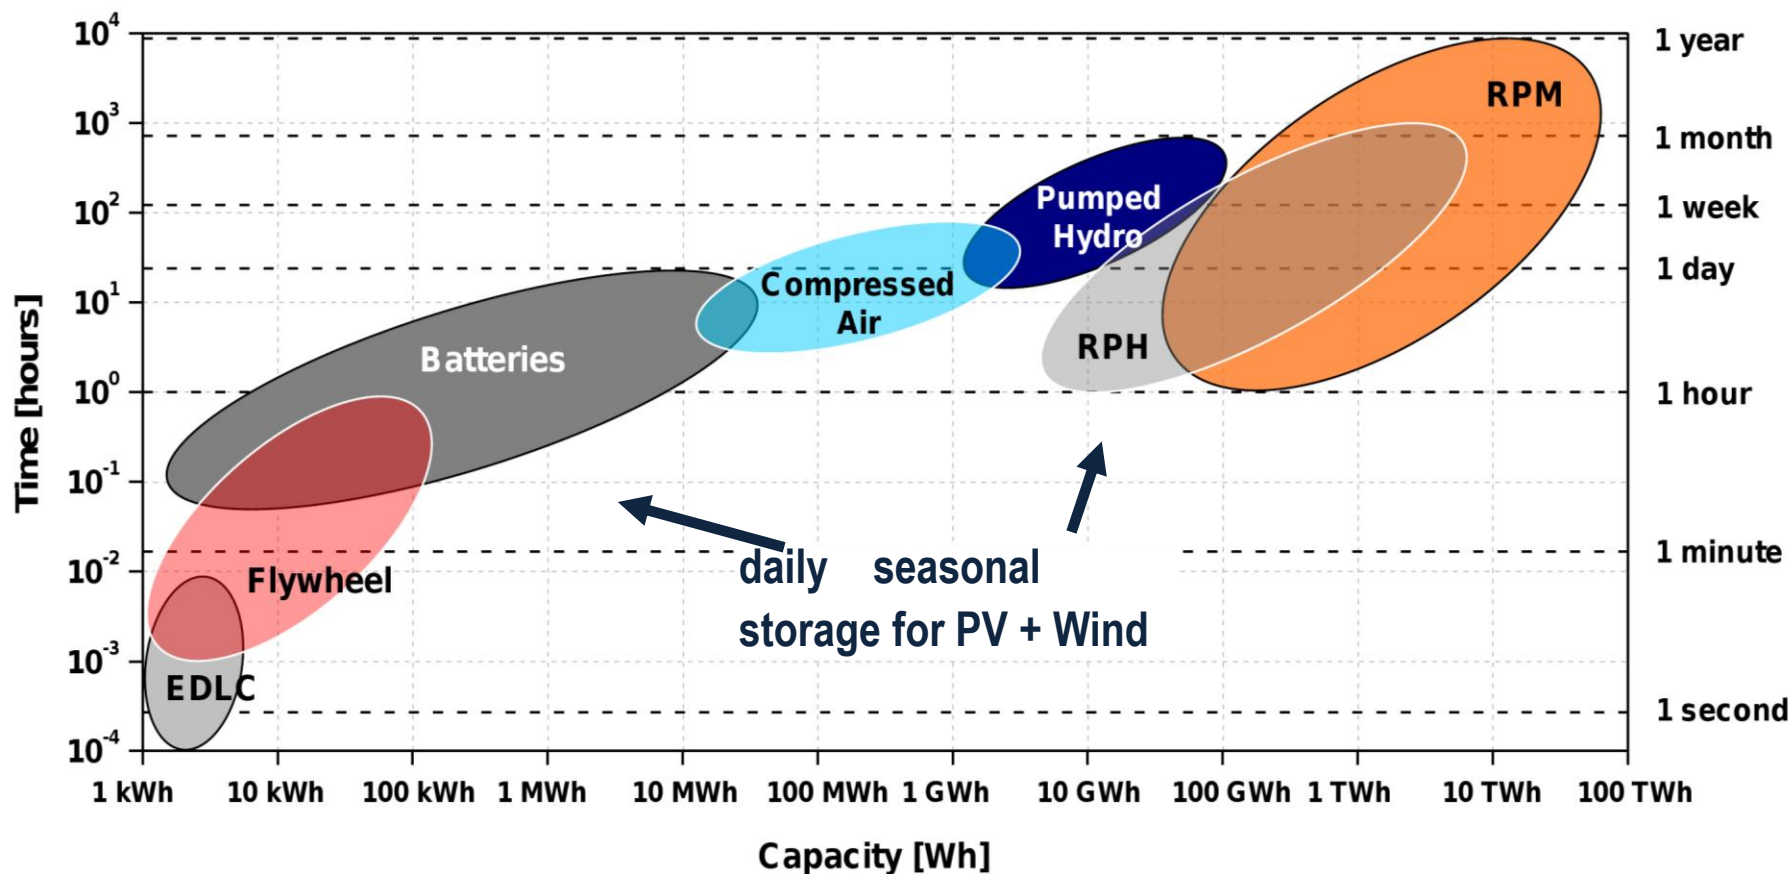 10⁴
10³
10²
10¹
10⁰
10⁻¹
10⁻²
10⁻³
10⁻⁴
Time [hours]
1 year
1 month
1 week
1 day
1 hour
1 minute
1 second
RPM
Pumped
Hydro
Compressed
Air
RPH
Batteries
Flywheel
EDLC
daily seasonal
storage for PV + Wind
1 kWh 10 kWh 100 kWh 1 MWh 10 MWh 100 MWh 1 GWh 10 GWh 100 GWh 1 TWh 10 TWh 100 TWh
Capacity [Wh]